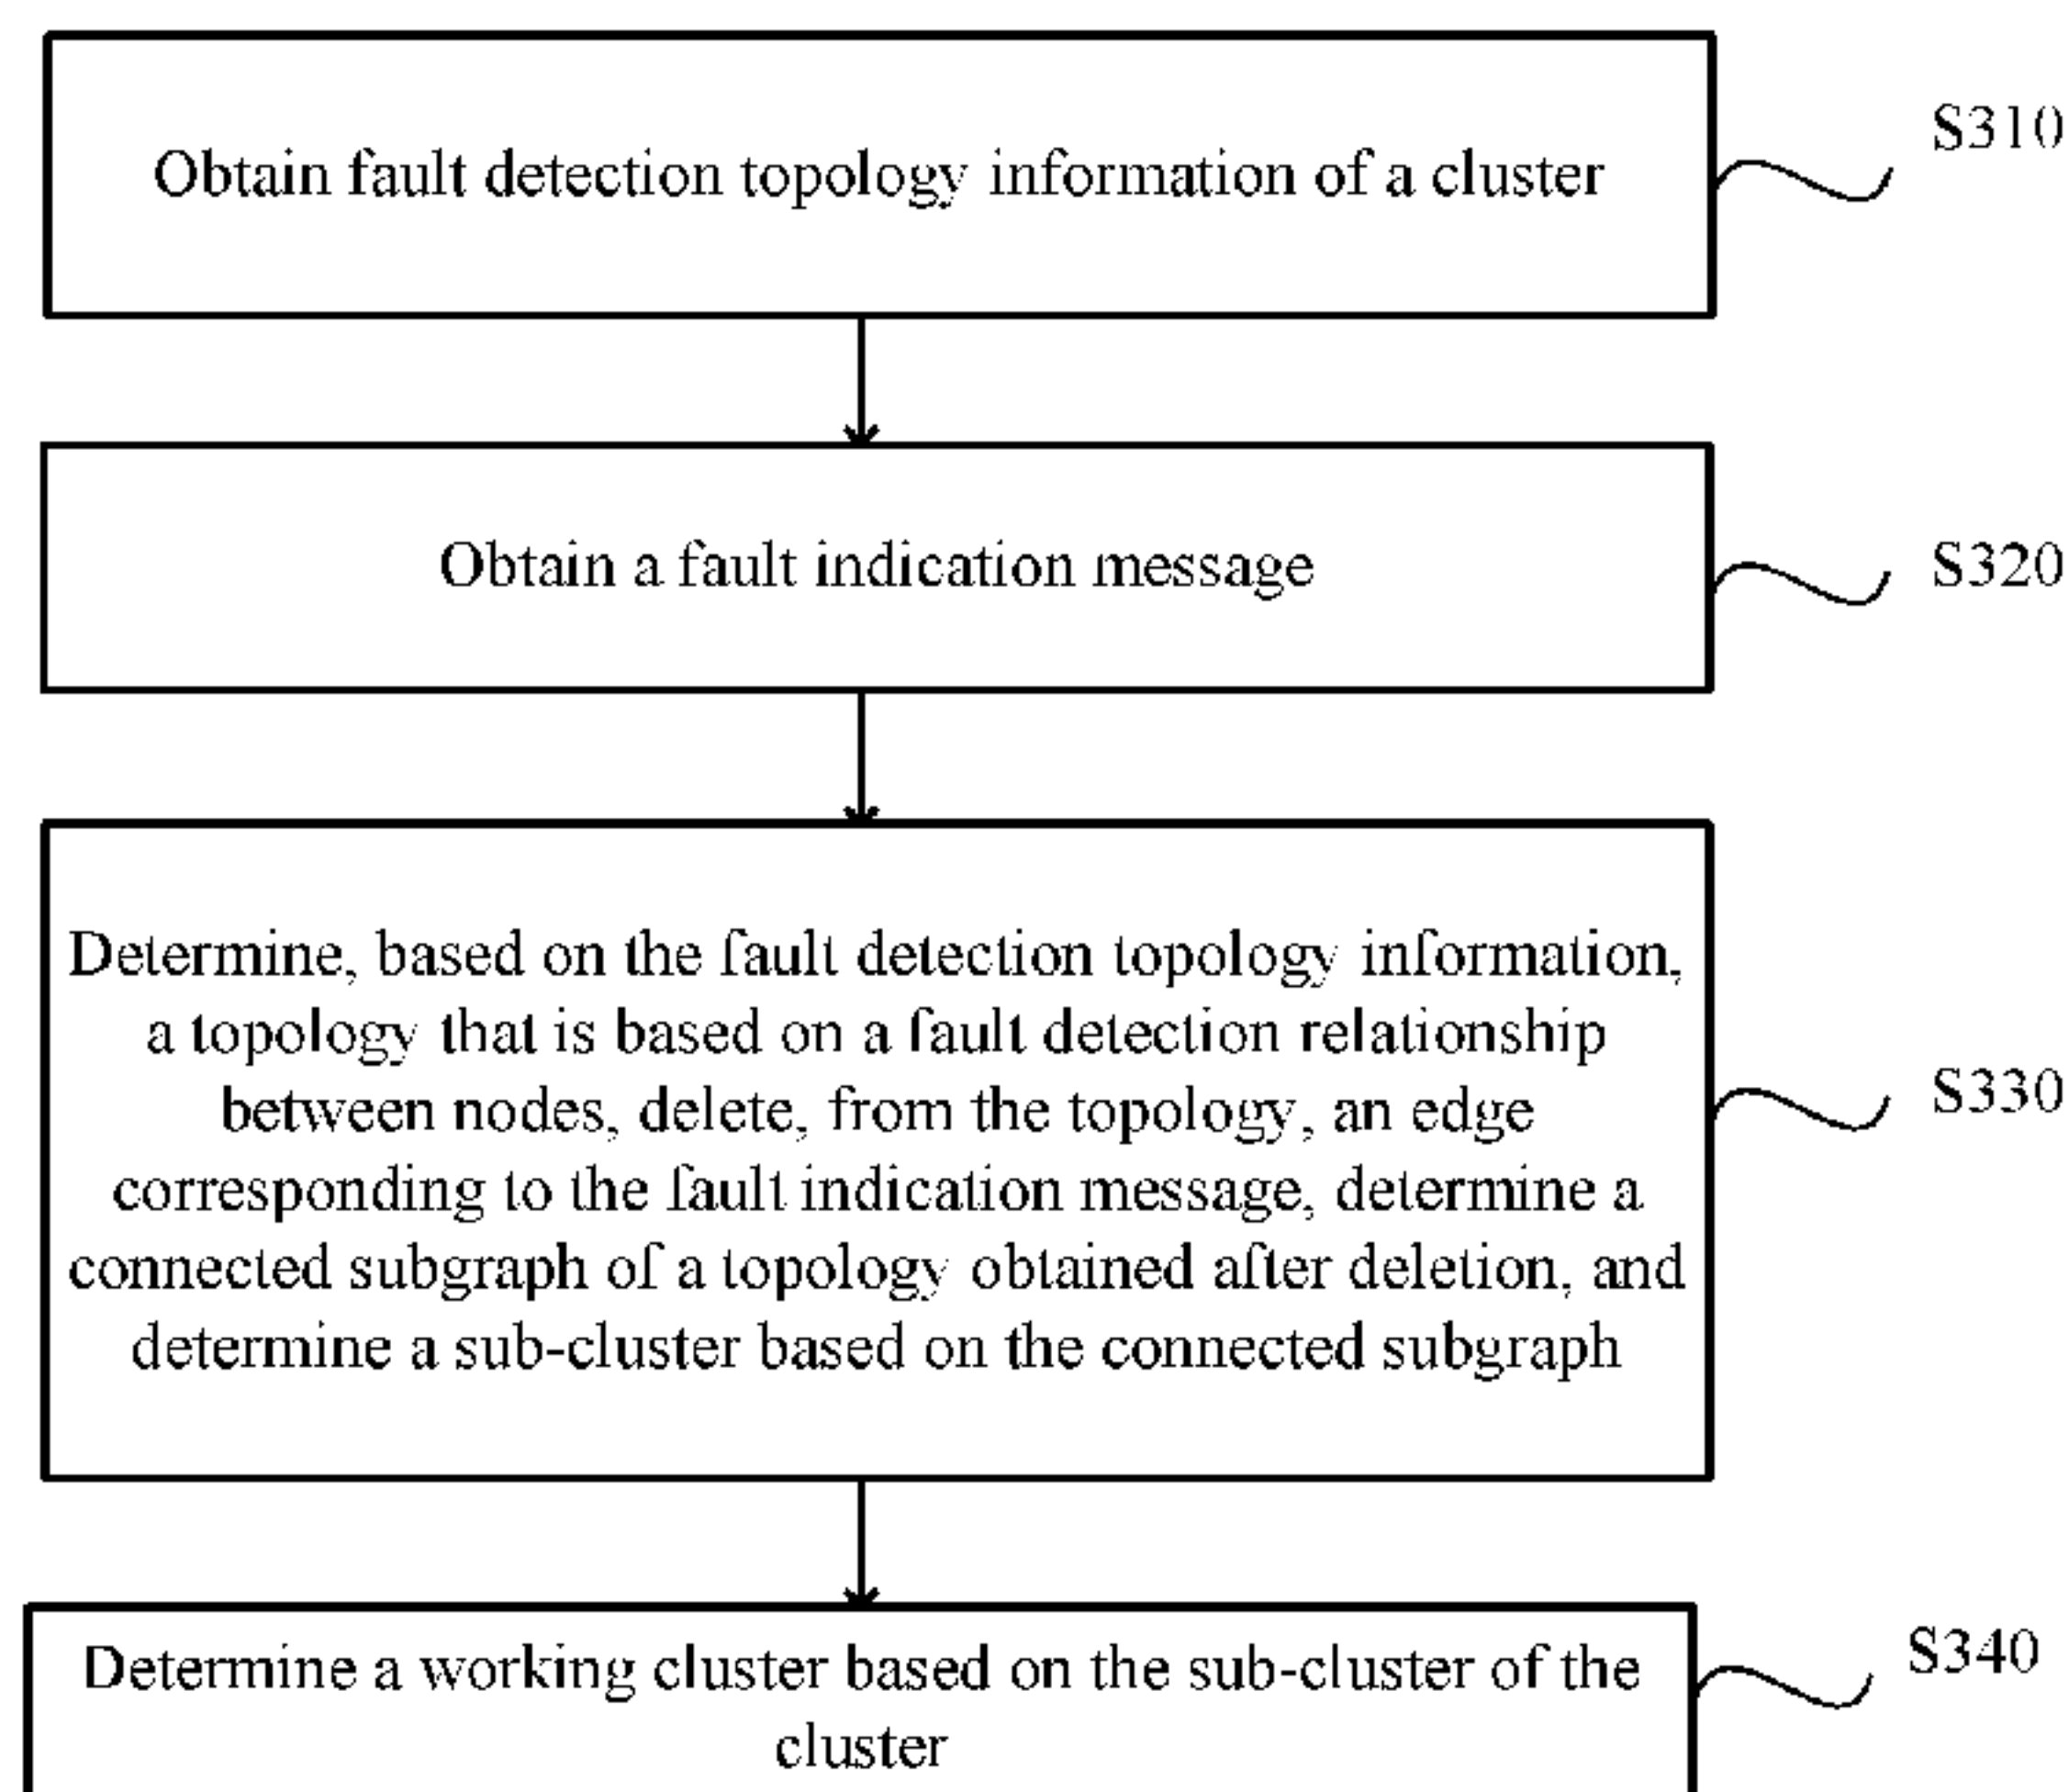 Obtain fault detection topology information of a cluster
S310
Obtain a fault indication message
S320
Determine, based on the fault detection topology information,
a topology that is based on a fault detection relationship
between nodes, delete, from the topology, an edge
corresponding to the fault indication message, determine a
connected subgraph of a topology obtained after deletion, and
determine a sub-cluster based on the connected subgraph
S330
Determine a working cluster based on the sub-cluster of the
cluster
S340